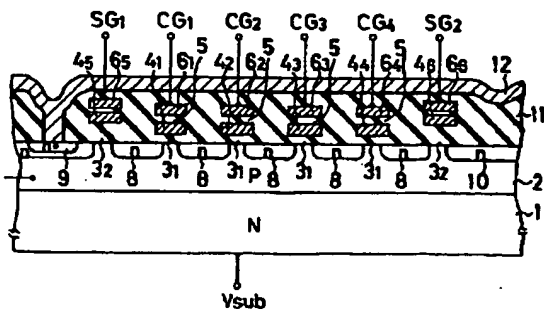 SG₁ CG₁ CG₂ CG₃ CG₄ SG₂
4₅ 6₅ 4₁ 6₁ 5 4₂ 6₂ 5 4₃ 6₃ 5 4₄ 6₄ 5 4₆ 6₆ 12
11
n n n n n n n n
9 3₂ 8 3₁ 8 3₁ 8 P 3₁ 8 3₁ 8 3₂ 10 2
N 1
Vsub